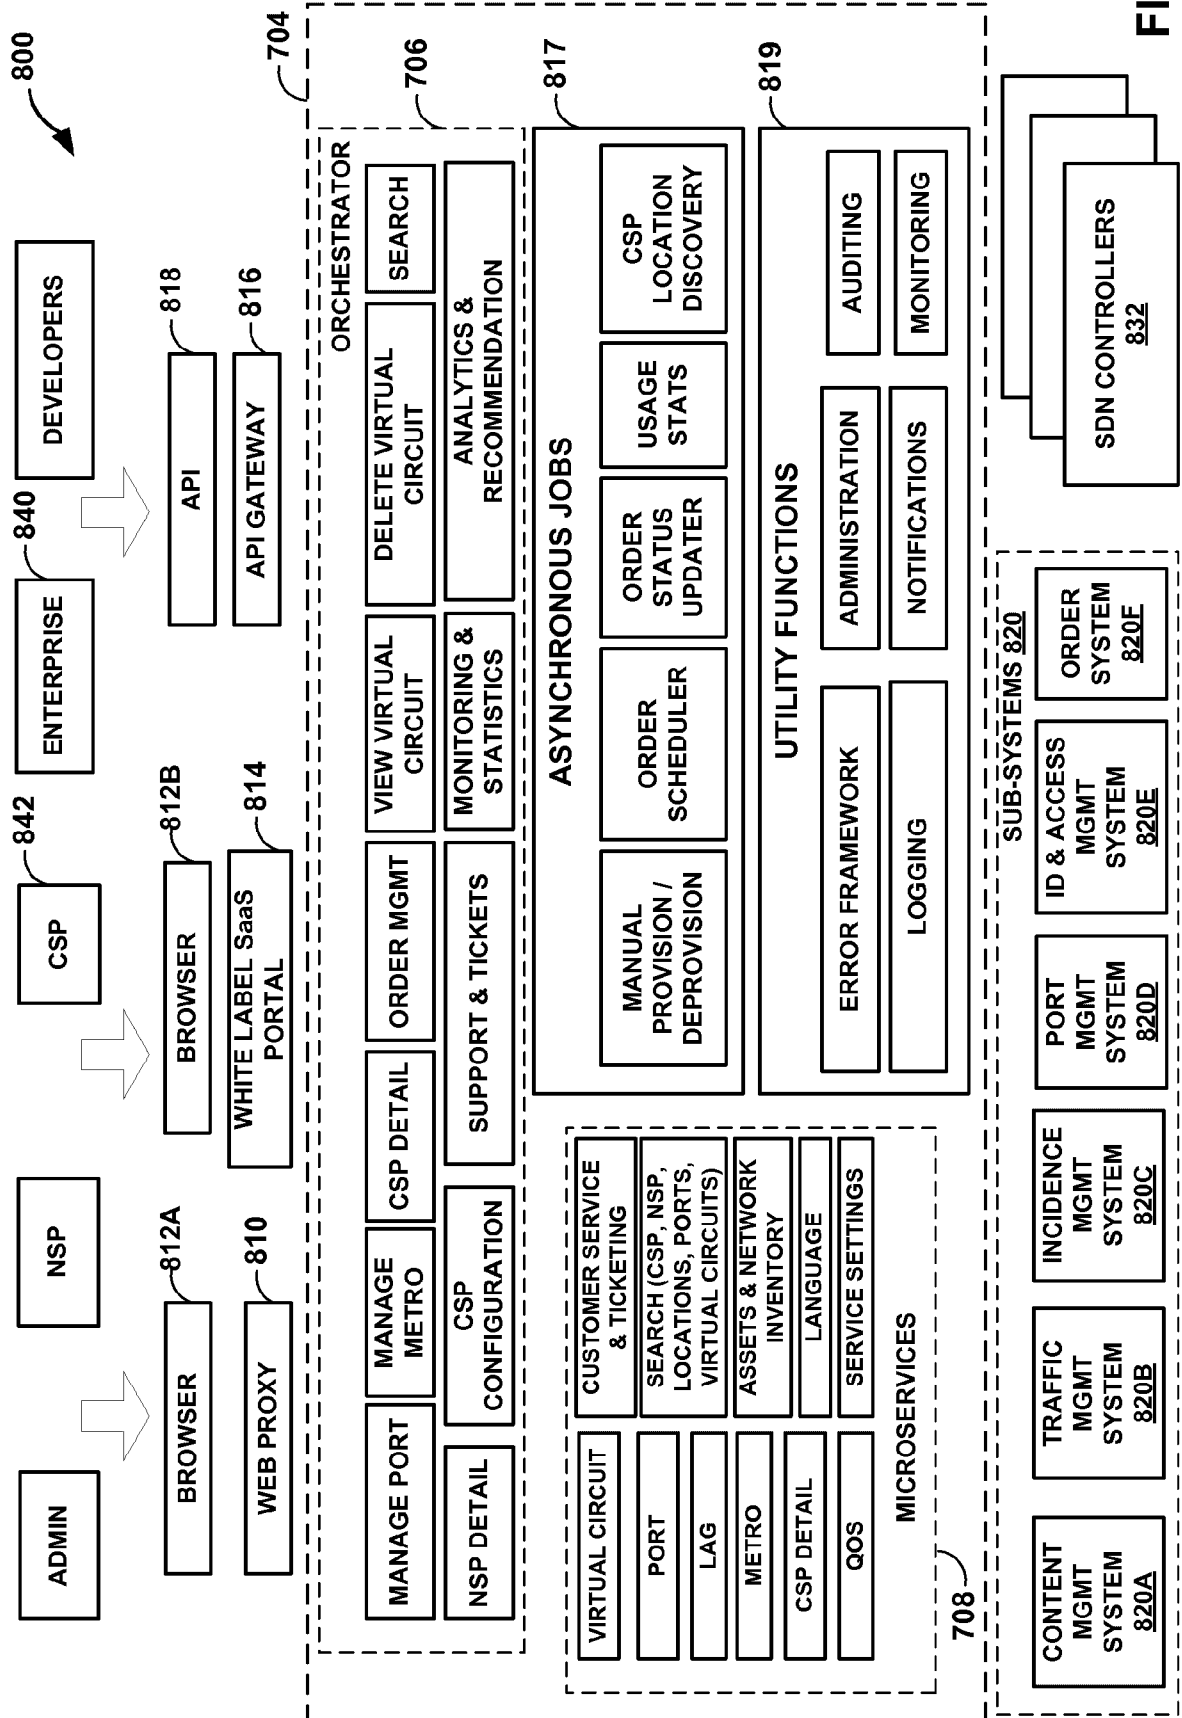 800
ADMIN
NSP
CSP
842
ENTERPRISE
840
DEVELOPERS
BROWSER
812A
WEB PROXY
810
BROWSER
812B
WHITE LABEL SaaS
PORTAL
814
API
818
API GATEWAY
816
704
ORCHESTRATOR
706
MANAGE PORT
MANAGE
METRO
CSP DETAIL
ORDER MGMT
VIEW VIRTUAL
CIRCUIT
DELETE VIRTUAL
CIRCUIT
SEARCH
NSP DETAIL
CSP
CONFIGURATION
SUPPORT & TICKETS
MONITORING &
STATISTICS
ANALYTICS &
RECOMMENDATION
VIRTUAL CIRCUIT
PORT
LAG
METRO
CSP DETAIL
QOS
CUSTOMER SERVICE
& TICKETING
SEARCH (CSP, NSP,
LOCATIONS, PORTS,
VIRTUAL CIRCUITS)
ASSETS & NETWORK
INVENTORY
LANGUAGE
SERVICE SETTINGS
MICROSERVICES
708
ASYNCHRONOUS JOBS
817
MANUAL
PROVISION /
DEPROVISION
ORDER
SCHEDULER
ORDER
STATUS
UPDATER
USAGE
STATS
CSP
LOCATION
DISCOVERY
UTILITY FUNCTIONS
819
ERROR FRAMEWORK
ADMINISTRATION
AUDITING
LOGGING
NOTIFICATIONS
MONITORING
SUB-SYSTEMS 820
CONTENT
MGMT
SYSTEM
820A
TRAFFIC
MGMT
SYSTEM
820B
INCIDENCE
MGMT
SYSTEM
820C
PORT
MGMT
SYSTEM
820D
ID & ACCESS
MGMT
SYSTEM
820E
ORDER
SYSTEM
820F
SDN CONTROLLERS
832